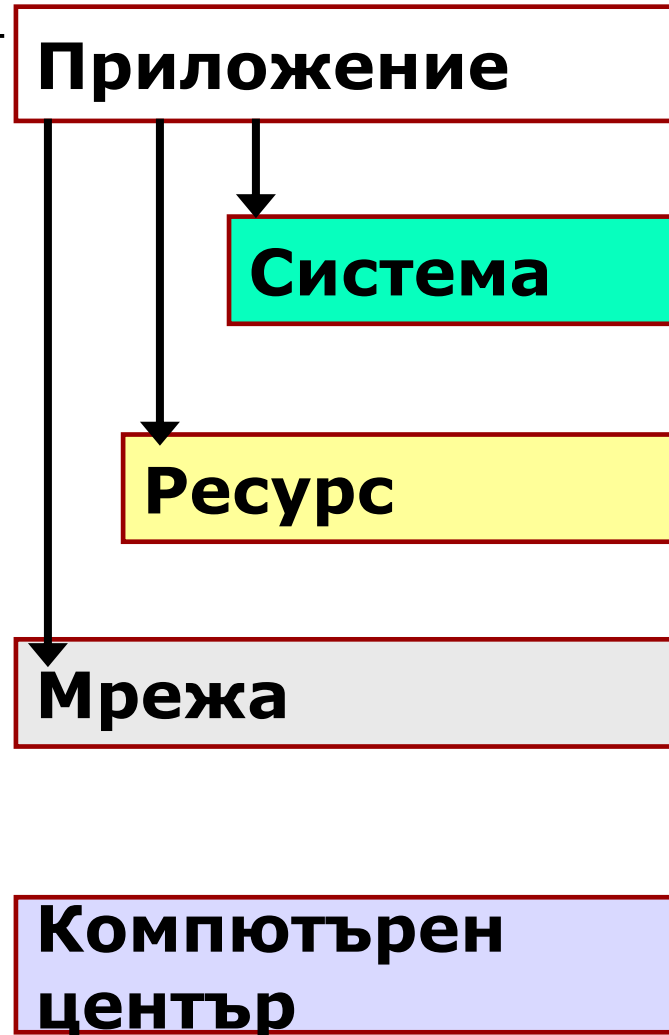 Приложение
Система
Ресурс
Мрежа
Компютърен
център